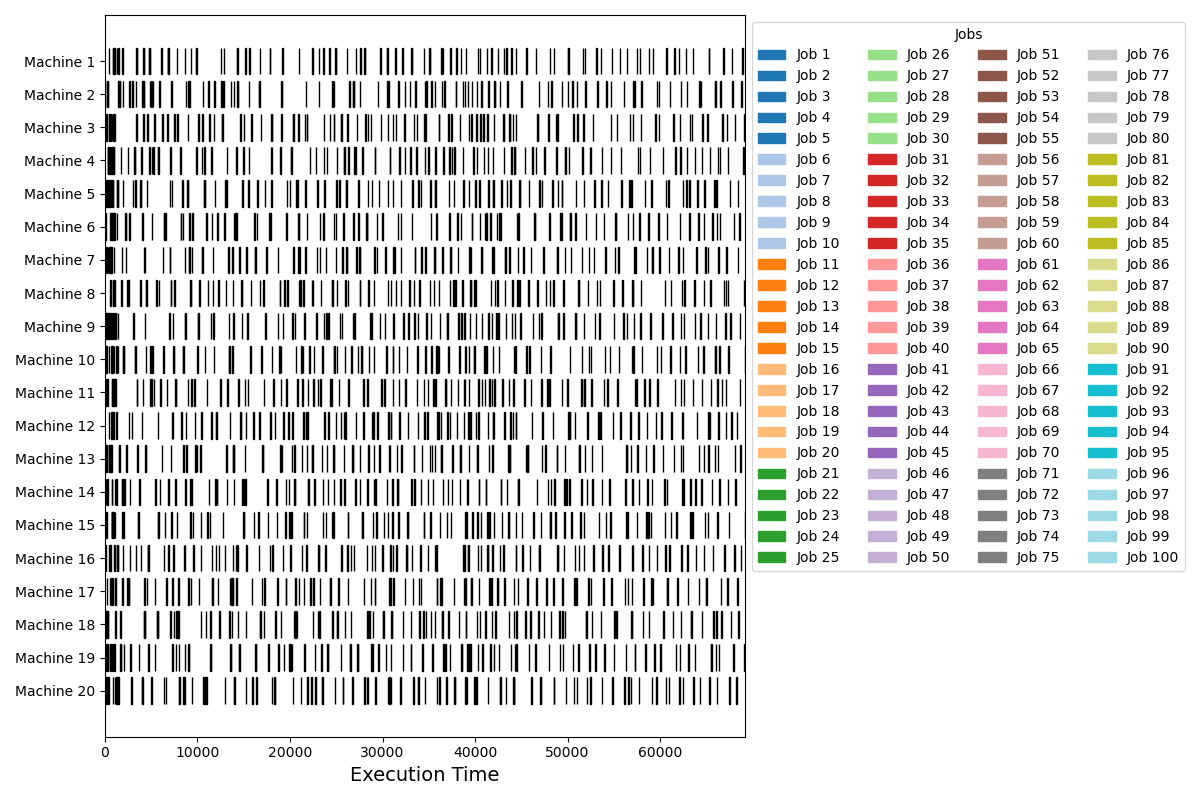 Jobs
Machine 1
Machine 2
Machine 3
Machine 4
Machine 5
Machine 6
Machine 7
Machine 8
Machine 9
Machine 10
Machine 11
Machine 12
Machine 13
Machine 14
Machine 15
Machine 16
Machine 17
Machine 18
Machine 19
Machine 20
0 10000 20000 30000 40000 50000 60000
Execution Time
Job 1 Job 26 Job 51 Job 76
Job 2 Job 27 Job 52 Job 77
Job 3 Job 28 Job 53 Job 78
Job 4 Job 29 Job 54 Job 79
Job 5 Job 30 Job 55 Job 80
Job 6 Job 31 Job 56 Job 81
Job 7 Job 32 Job 57 Job 82
Job 8 Job 33 Job 58 Job 83
Job 9 Job 34 Job 59 Job 84
Job 10 Job 35 Job 60 Job 85
Job 11 Job 36 Job 61 Job 86
Job 12 Job 37 Job 62 Job 87
Job 13 Job 38 Job 63 Job 88
Job 14 Job 39 Job 64 Job 89
Job 15 Job 40 Job 65 Job 90
Job 16 Job 41 Job 66 Job 91
Job 17 Job 42 Job 67 Job 92
Job 18 Job 43 Job 68 Job 93
Job 19 Job 44 Job 69 Job 94
Job 20 Job 45 Job 70 Job 95
Job 21 Job 46 Job 71 Job 96
Job 22 Job 47 Job 72 Job 97
Job 23 Job 48 Job 73 Job 98
Job 24 Job 49 Job 74 Job 99
Job 25 Job 50 Job 75 Job 100